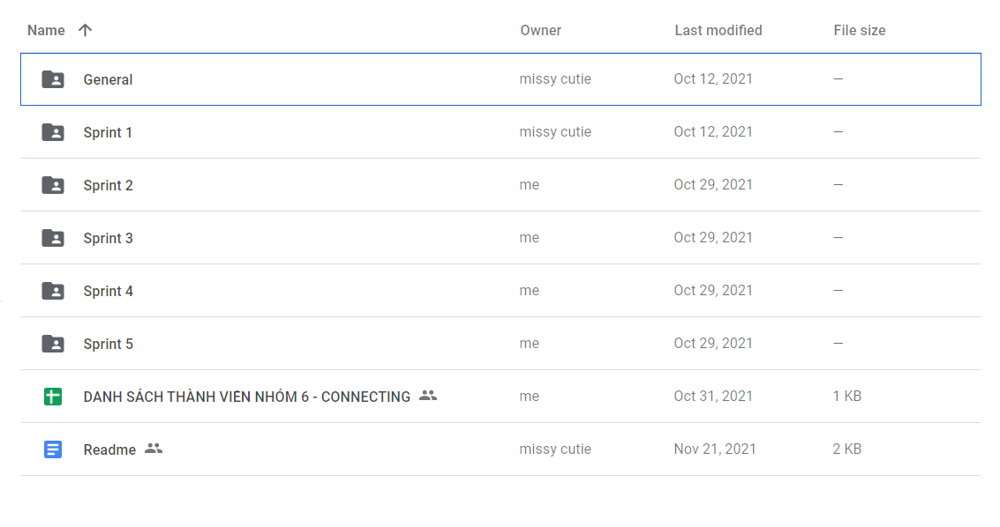 Name Owner Last modified File size
General missy cutie Oct 12, 2021 —
Sprint 1 missy cutie Oct 12, 2021 —
Sprint 2 me Oct 29, 2021 —
Sprint 3 me Oct 29, 2021 —
Sprint 4 me Oct 29, 2021 —
Sprint 5 me Oct 29, 2021 —
DANH SÁCH THÀNH VIÊN NHÓM 6 - CONNECTING me Oct 31, 2021 1 KB
Readme missy cutie Nov 21, 2021 2 KB